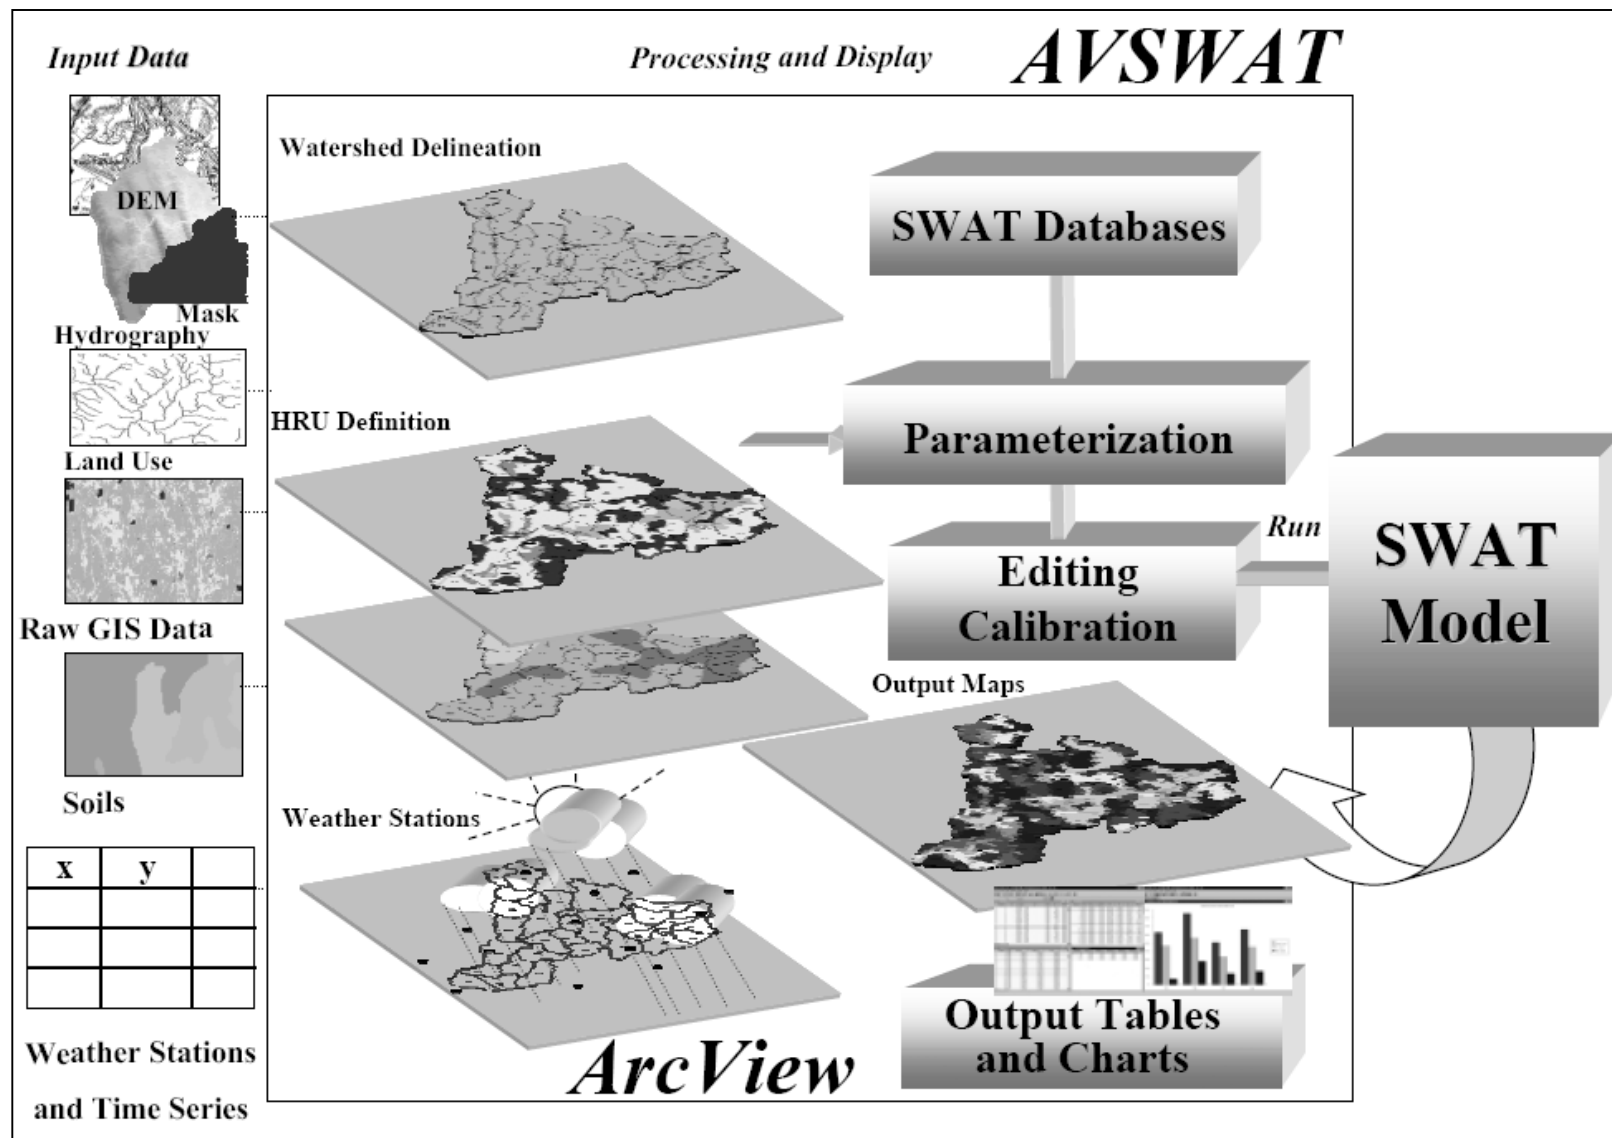 Input Data
Processing and Display
AVSWAT
DEM
Mask
Hydrography
Land Use
Raw GIS Data
Soils
x y
Weather Stations
and Time Series
Watershed Delineation
HRU Definition
Weather Stations
ArcView
SWAT Databases
Parameterization
Editing
Calibration
Run
SWAT
Model
Output Maps
Output Tables
and Charts